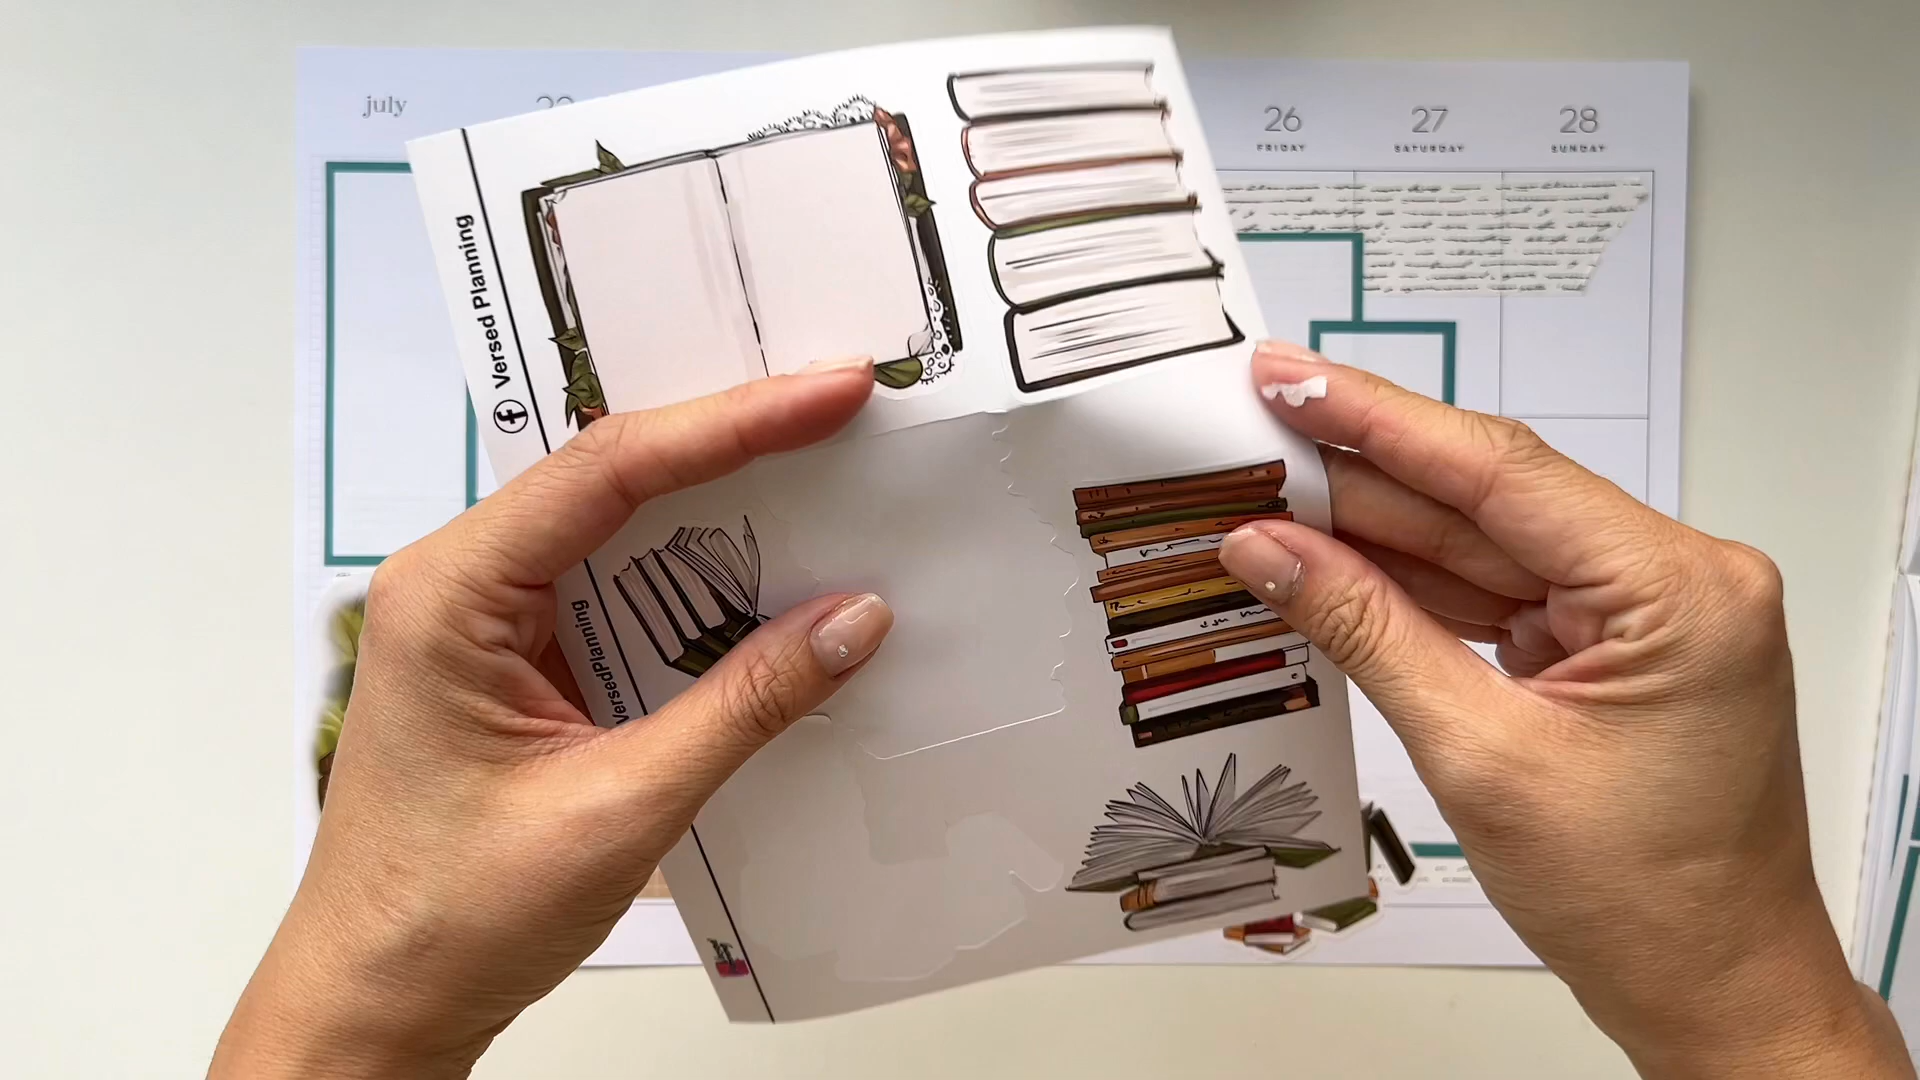 july
26
FRIDAY
27
SATURDAY
28
SUNDAY
Versed Planning
VersedPlanning